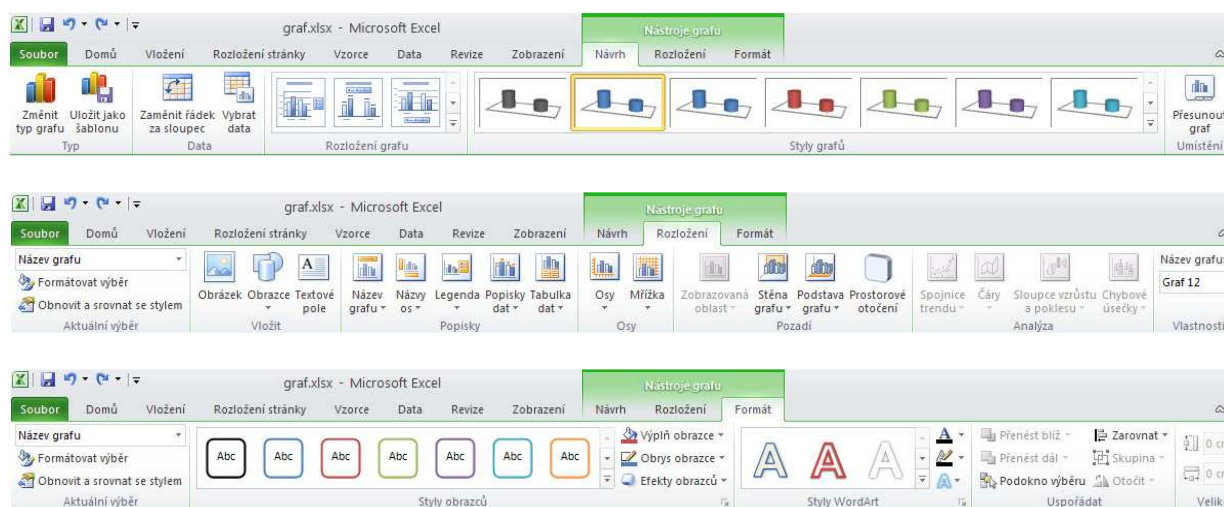 graf.xlsx - Microsoft Excel
Nástroje grafu
Soubor Domů Vložení Rozložení stránky Vzorce Data Revize Zobrazení Návrh Rozložení Formát
Změnit typ grafu
Uložit jako šablonu
Zaměnit řádek za sloupec
Vybrat data
Přesunout graf
Typ Data Rozložení grafu Styly grafů Umístění
graf.xlsx - Microsoft Excel
Nástroje grafu
Soubor Domů Vložení Rozložení stránky Vzorce Data Revize Zobrazení Návrh Rozložení Formát
Název grafu
Formátovat výběr
Obnovit a srovnat se stylem
Obrázek
Obrazce
Textové pole
Název grafu
Názvy os
Legenda
Popisky dat
Tabulka dat
Osy
Mřížka
Zobrazovaná oblast
Stěna grafu
Podstava grafu
Prostorové otočení
Spojnice trendu
Čáry
Sloupce vzrůstu a poklesu
Chybové úsečky
Název grafu:
Graf 12
Aktuální výběr Vložit Popisky Osy Pozadí Analýza Vlastnosti
graf.xlsx - Microsoft Excel
Nástroje grafu
Soubor Domů Vložení Rozložení stránky Vzorce Data Revize Zobrazení Návrh Rozložení Formát
Název grafu
Formátovat výběr
Obnovit a srovnat se stylem
Abc Abc Abc Abc Abc Abc Abc
Výplň obrazce
Obrys obrazce
Efekty obrazců
A A A
A
A
Přenést blíž
Přenést dál
Podokno výběru
Zarovnat
Skupina
Otočit
0 cm
0 cm
Aktuální výběr Styly obrazců Styly WordArt Uspořádat Velik